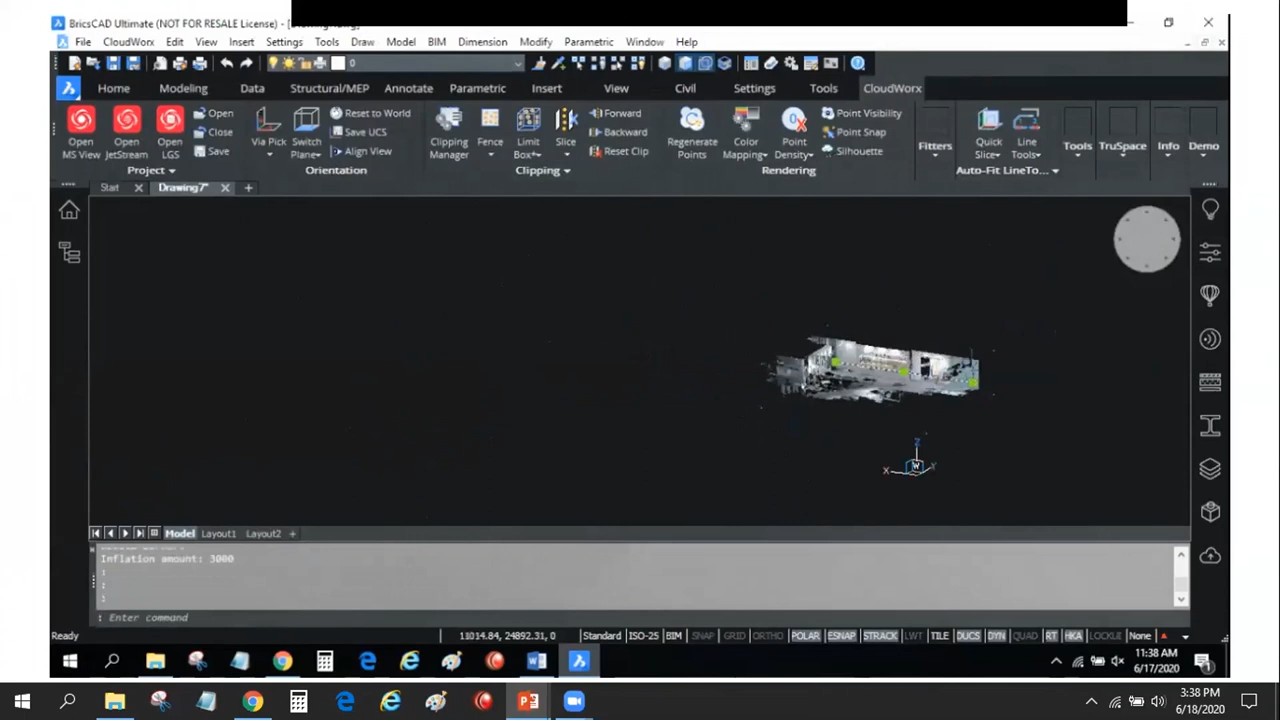 BricsCAD Ultimate (NOT FOR RESALE License) - [
File CloudWorx Edit View Insert Settings Tools Draw Model BIM Dimension Modify Parametric Window Help
0
Home Modeling Data Structural/MEP Annotate Parametric Insert View Civil Settings Tools CloudWorx
Open MS View
Open JetStream
Open LGS
Open
Close
Save
Project
Via Pick
Switch Plane
Reset to World
Save UCS
Align View
Orientation
Clipping Manager
Fence
Limit Box
Slice
Forward
Backward
Reset Clip
Clipping
Regenerate Points
Color Mapping
Point Density
Point Visibility
Point Snap
Silhouette
Rendering
Fitters
Quick Slice
Line Tools
Auto-Fit LineTo...
Tools
TruSpace
Info
Demo
Start Drawing7*
X Z Y W
Model Layout1 Layout2
Inflation amount: 3000
:
:
:
: Enter command
Ready 11014.84, 24892.31, 0 Standard ISO-25 BIM SNAP GRID ORTHO POLAR ESNAP STRACK LWT TILE DUCS DYN QUAD RT HKA LOCKUI None
11:38 AM
6/17/2020
1
3:38 PM
6/18/2020